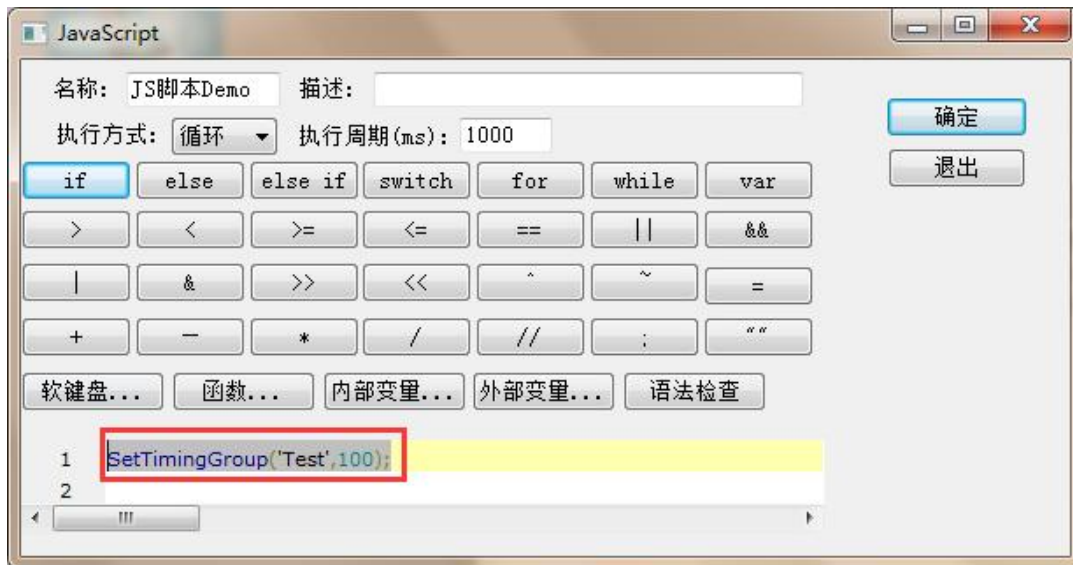 JavaScript
名称: JS脚本Demo 描述:
确定
执行方式: 循环 执行周期(ms): 1000
退出
if else else if switch for while var
> < >= <= == || &&
| & >> << ^ ~ =
+ — * / // ; ""
软键盘... 函数... 内部变量... 外部变量... 语法检查
1 SetTimingGroup('Test',100);
2